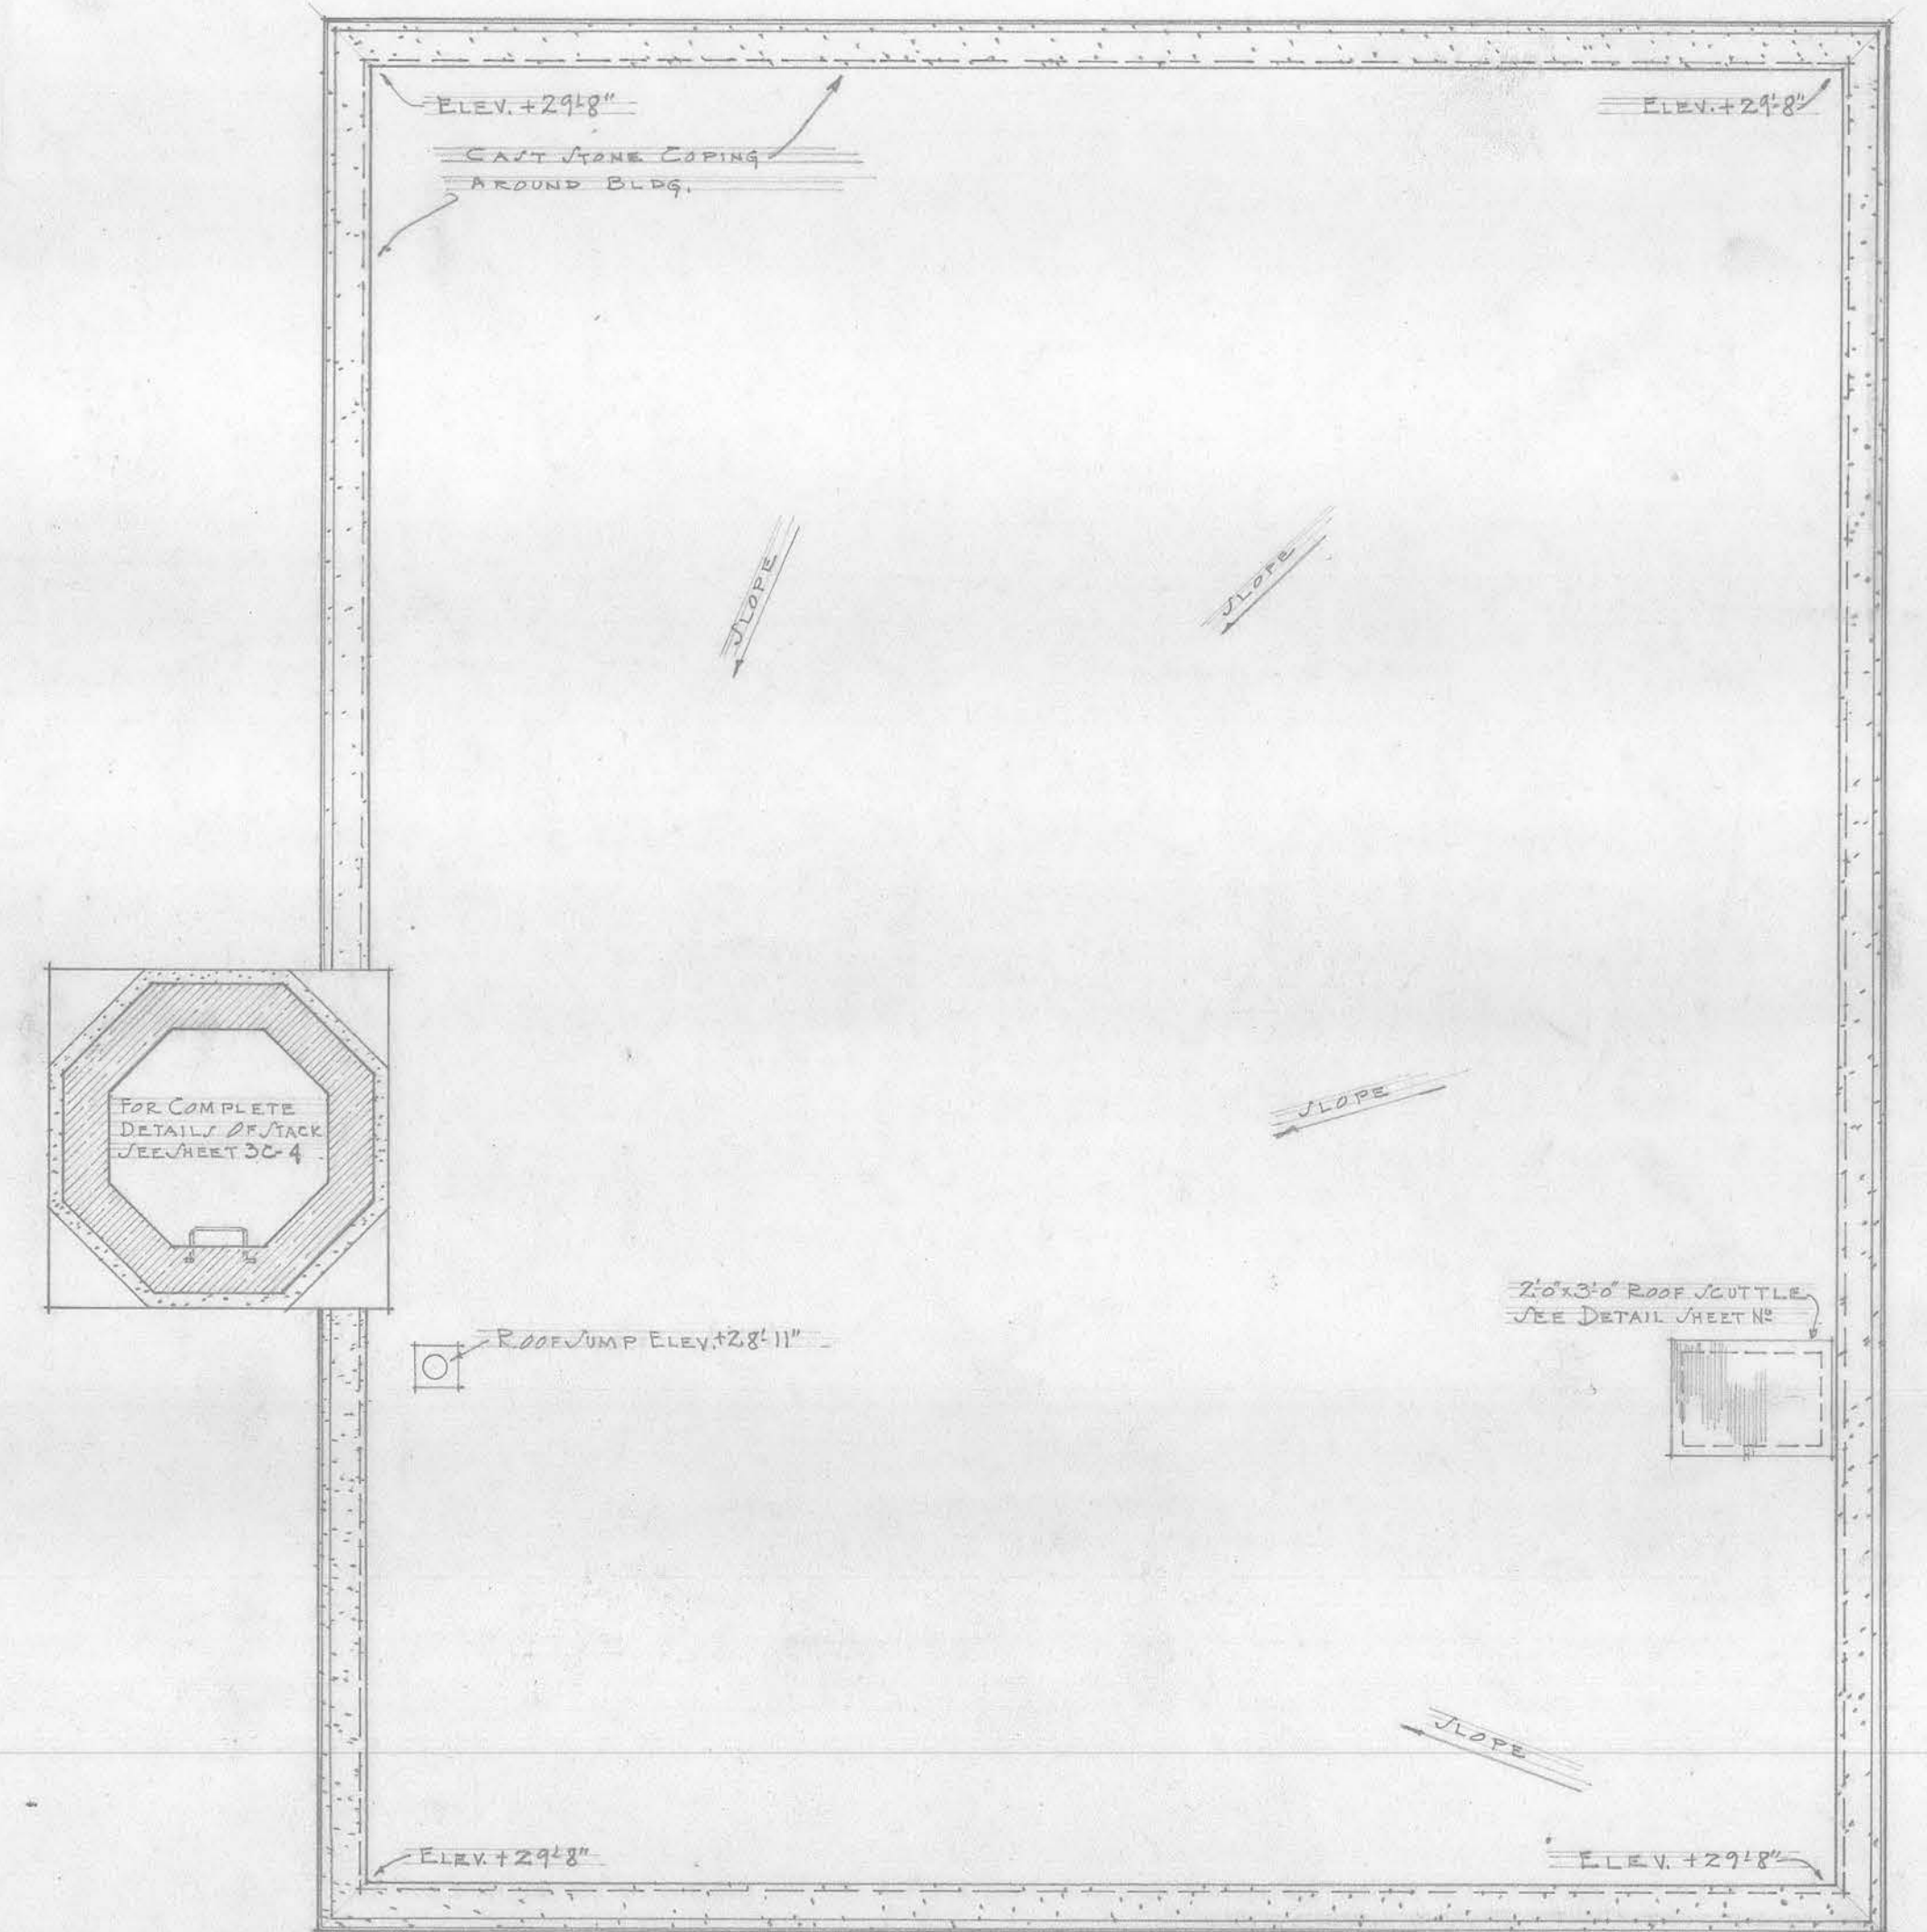 ELEV. +29'-8"
ELEV. +29'-8"
CAST STONE COPING
AROUND BLDG.
SLOPE
SLOPE
FOR COMPLETE
DETAILS OF STACK
SEE SHEET 3C-4
SLOPE
2'-0" x 3'-0" ROOF SCUTTLE
SEE DETAIL SHEET Nº
ROOF SUMP ELEV. +28'-11"
SLOPE
ELEV. +29'-8"
ELEV. +29'-8"